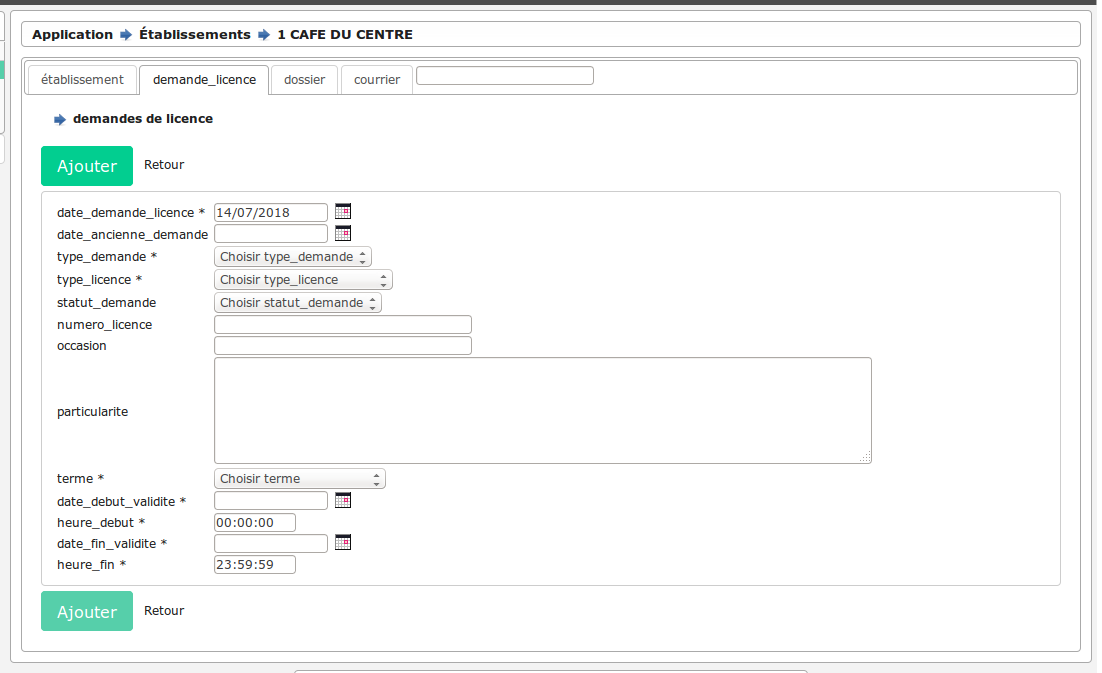 Application Établissements 1 CAFE DU CENTRE
établissement demande_licence dossier courrier
demandes de licence
Ajouter Retour
date_demande_licence * 14/07/2018
date_ancienne_demande
type_demande * Choisir type_demande
type_licence * Choisir type_licence
statut_demande Choisir statut_demande
numero_licence
occasion
particularite
terme * Choisir terme
date_debut_validite *
heure_debut * 00:00:00
date_fin_validite *
heure_fin * 23:59:59
Ajouter Retour